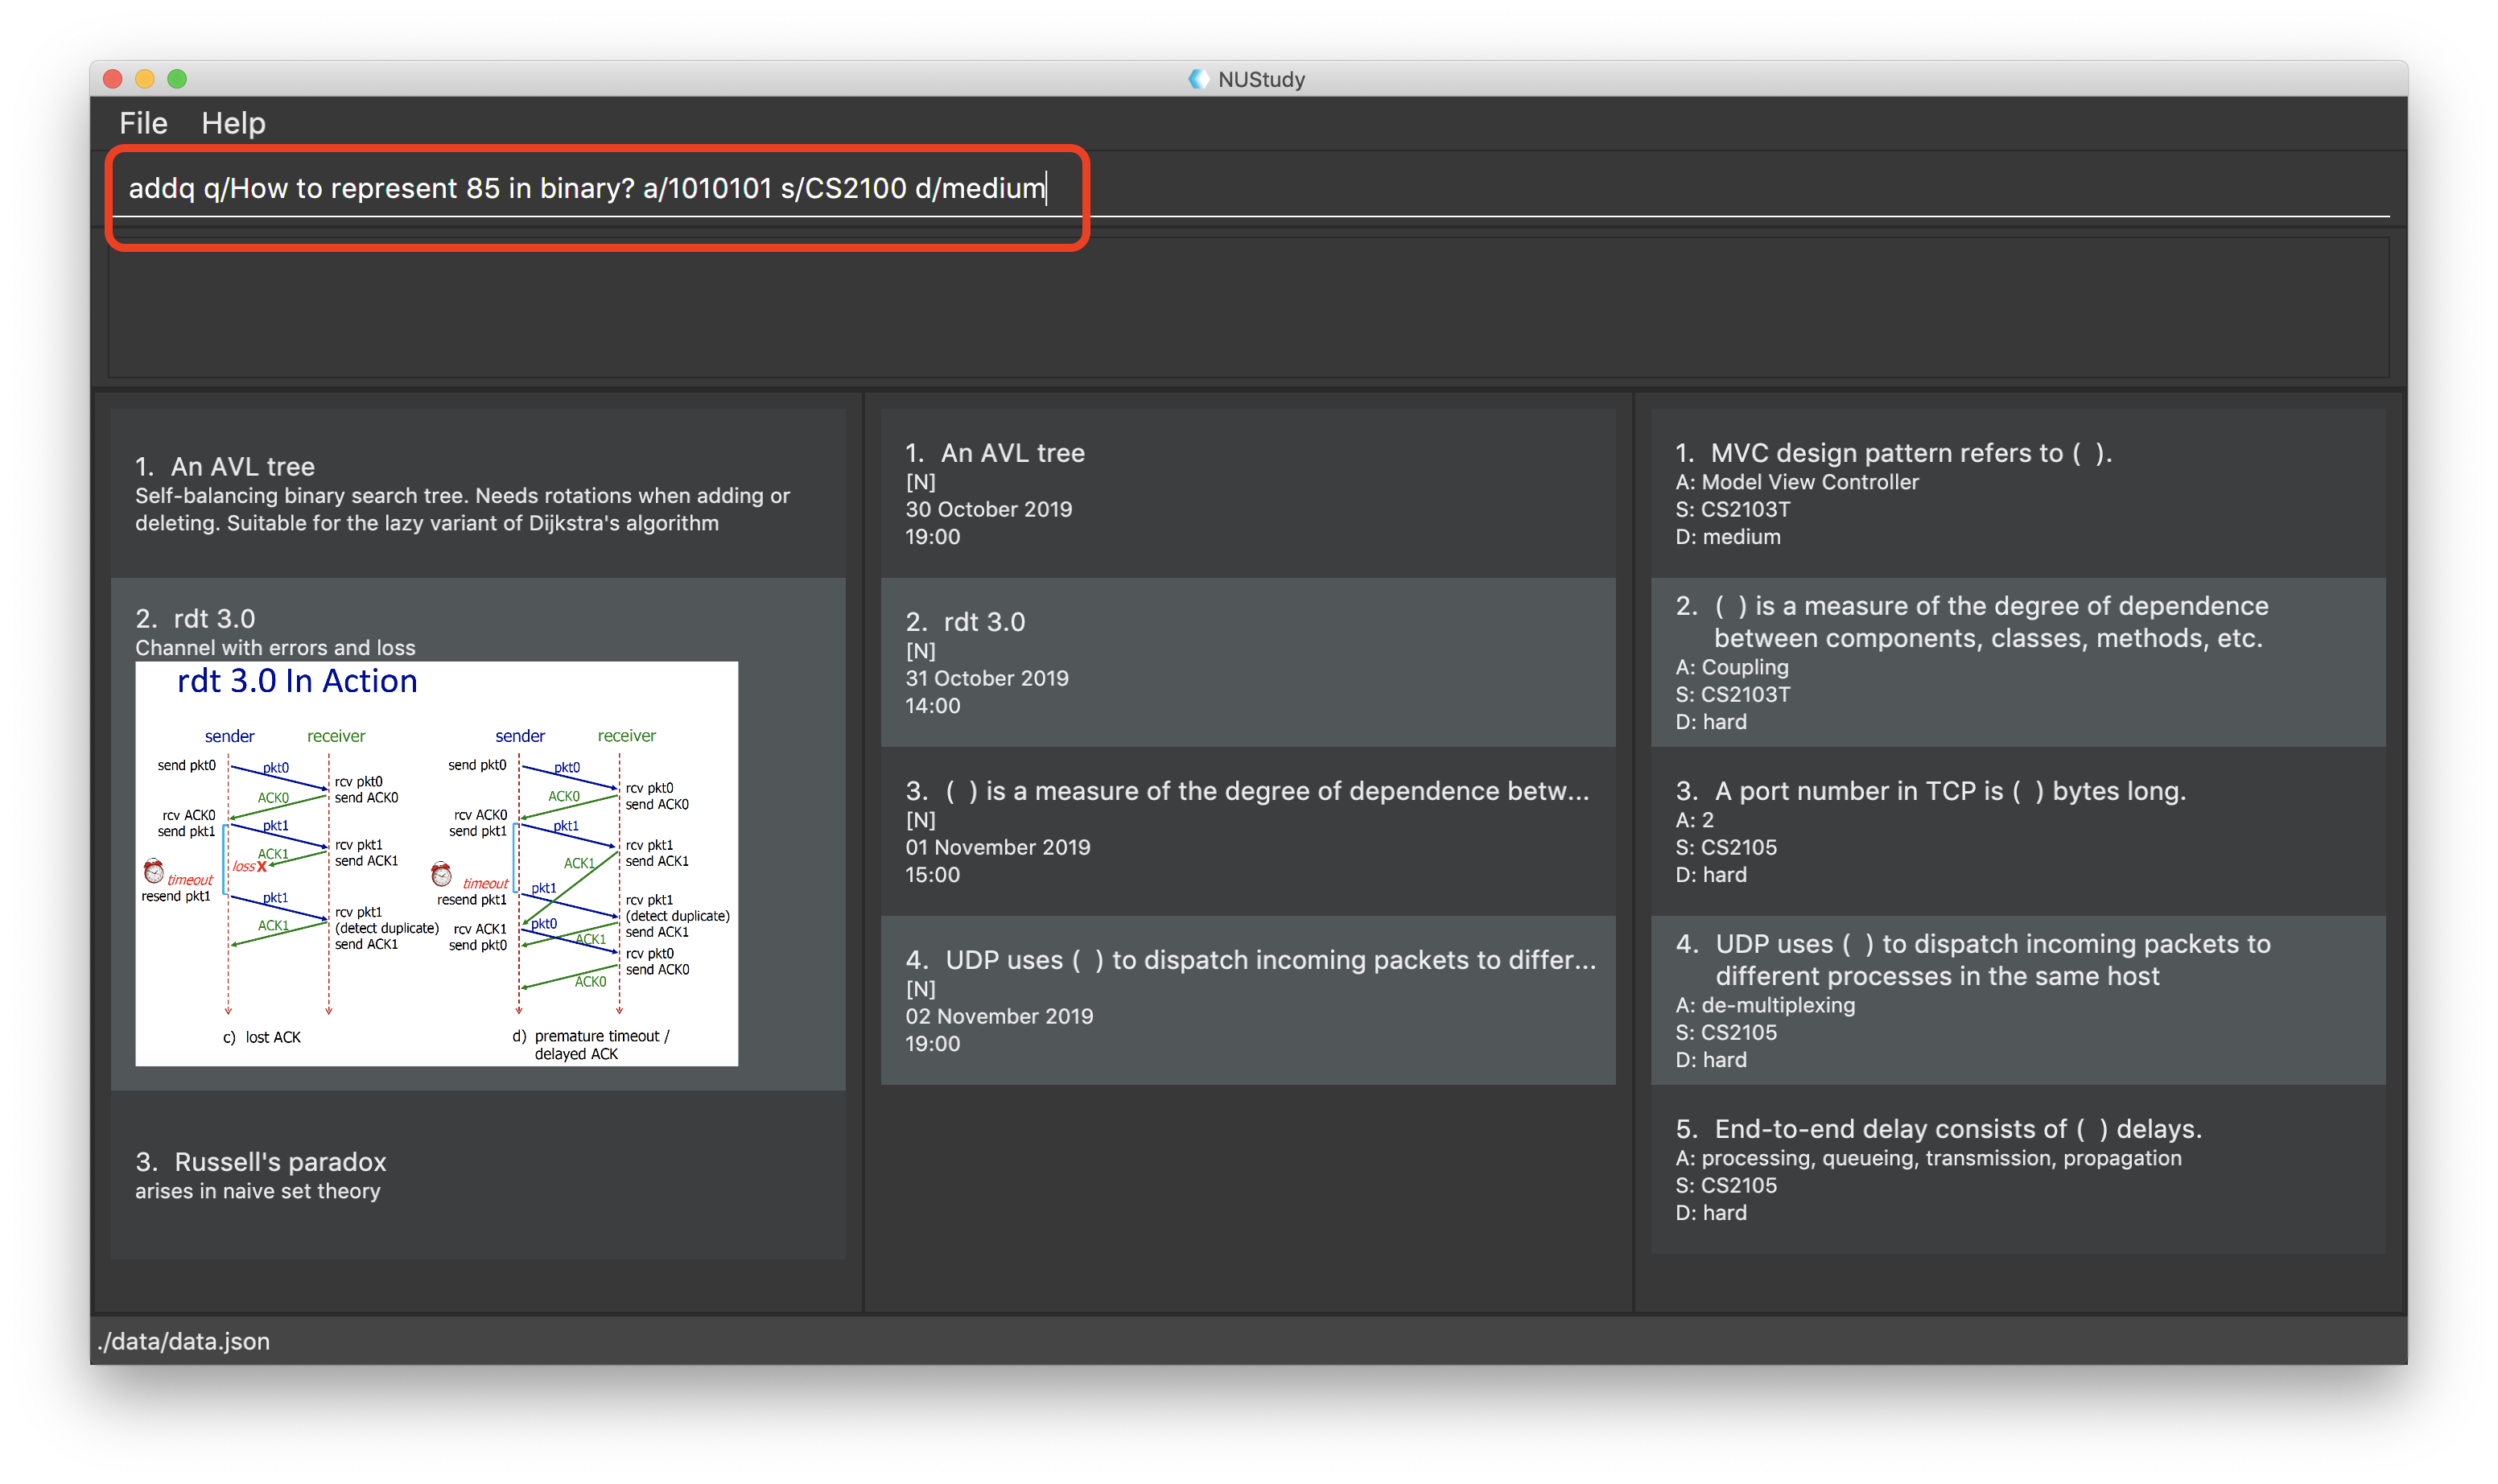 NUStudy
File Help
addq q/How to represent 85 in binary? a/1010101 s/CS2100 d/medium
1. An AVL tree
Self-balancing binary search tree. Needs rotations when adding or
deleting. Suitable for the lazy variant of Dijkstra's algorithm
2. rdt 3.0
Channel with errors and loss
rdt 3.0 In Action
sender receiver
send pkt0
pkt0
rcv pkt0
send ACK0
ACK0
rcv ACK0
send pkt1
pkt1
rcv pkt1
send ACK1
ACK1
loss X
timeout
resend pkt1
pkt1
rcv pkt1
(detect duplicate)
send ACK1
ACK1
c) lost ACK
sender receiver
send pkt0
pkt0
rcv pkt0
send ACK0
ACK0
rcv ACK0
send pkt1
pkt1
rcv pkt1
send ACK1
ACK1
timeout
resend pkt1
pkt1
rcv pkt1
(detect duplicate)
send ACK1
rcv ACK1
send pkt0
pkt0
ACK1
rcv pkt0
send ACK0
ACK0
d) premature timeout /
delayed ACK
3. Russell's paradox
arises in naive set theory
1. An AVL tree
[N]
30 October 2019
19:00
2. rdt 3.0
[N]
31 October 2019
14:00
3. ( ) is a measure of the degree of dependence betw...
[N]
01 November 2019
15:00
4. UDP uses ( ) to dispatch incoming packets to differ...
[N]
02 November 2019
19:00
1. MVC design pattern refers to ( ).
A: Model View Controller
S: CS2103T
D: medium
2. ( ) is a measure of the degree of dependence
between components, classes, methods, etc.
A: Coupling
S: CS2103T
D: hard
3. A port number in TCP is ( ) bytes long.
A: 2
S: CS2105
D: hard
4. UDP uses ( ) to dispatch incoming packets to
different processes in the same host
A: de-multiplexing
S: CS2105
D: hard
5. End-to-end delay consists of ( ) delays.
A: processing, queueing, transmission, propagation
S: CS2105
D: hard
./data/data.json